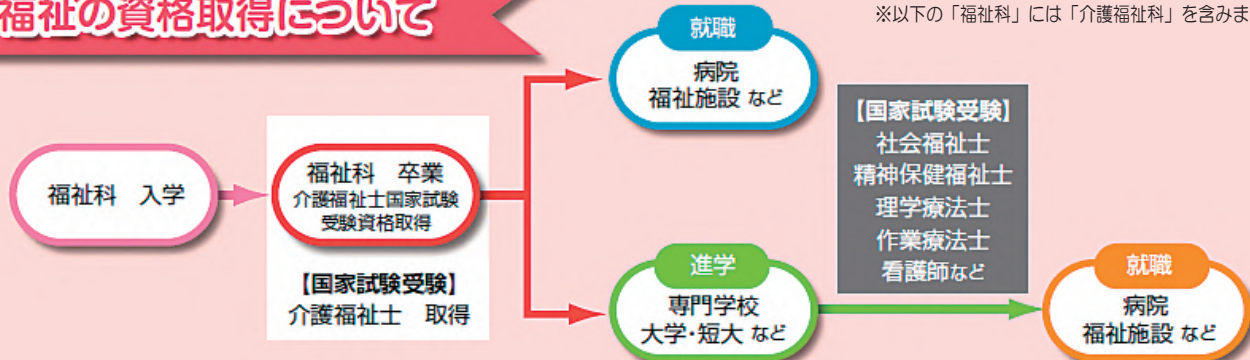 福祉の資格取得について
※以下の「福祉科」には「介護福祉科」を含みま
福祉科 入学
福祉科 卒業
介護福祉士国家試験
受験資格取得
【国家試験受験】
介護福祉士 取得
就職
病院
福祉施設 など
進学
専門学校
大学・短大 など
【国家試験受験】
社会福祉士
精神保健福祉士
理学療法士
作業療法士
看護師など
就職
病院
福祉施設 など